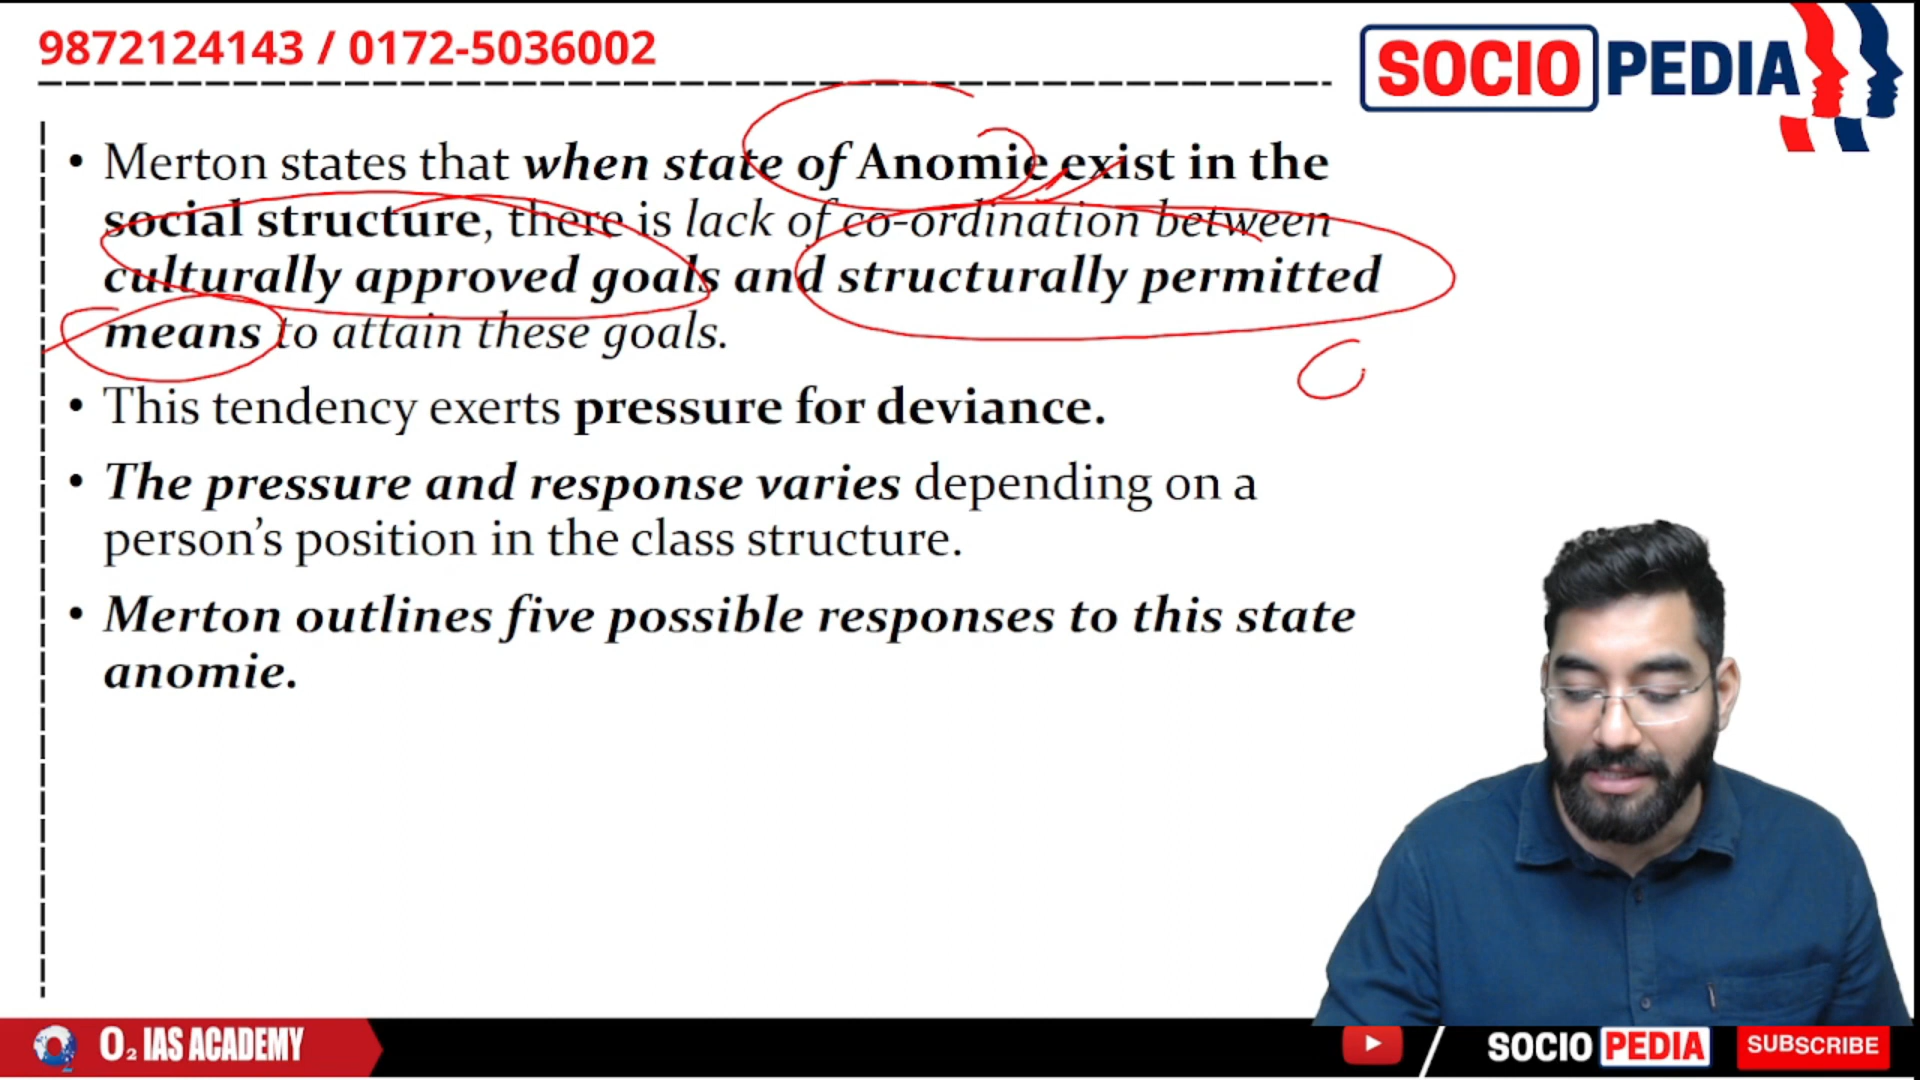 9872124143 / 0172-5036002
SOCIO PEDIA
• Merton states that when state of Anomie exist in the
social structure, there is lack of co-ordination between
culturally approved goals and structurally permitted
means to attain these goals.
• This tendency exerts pressure for deviance.
• The pressure and response varies depending on a
person’s position in the class structure.
• Merton outlines five possible responses to this state
anomie.
O2 IAS ACADEMY
SOCIO PEDIA
SUBSCRIBE